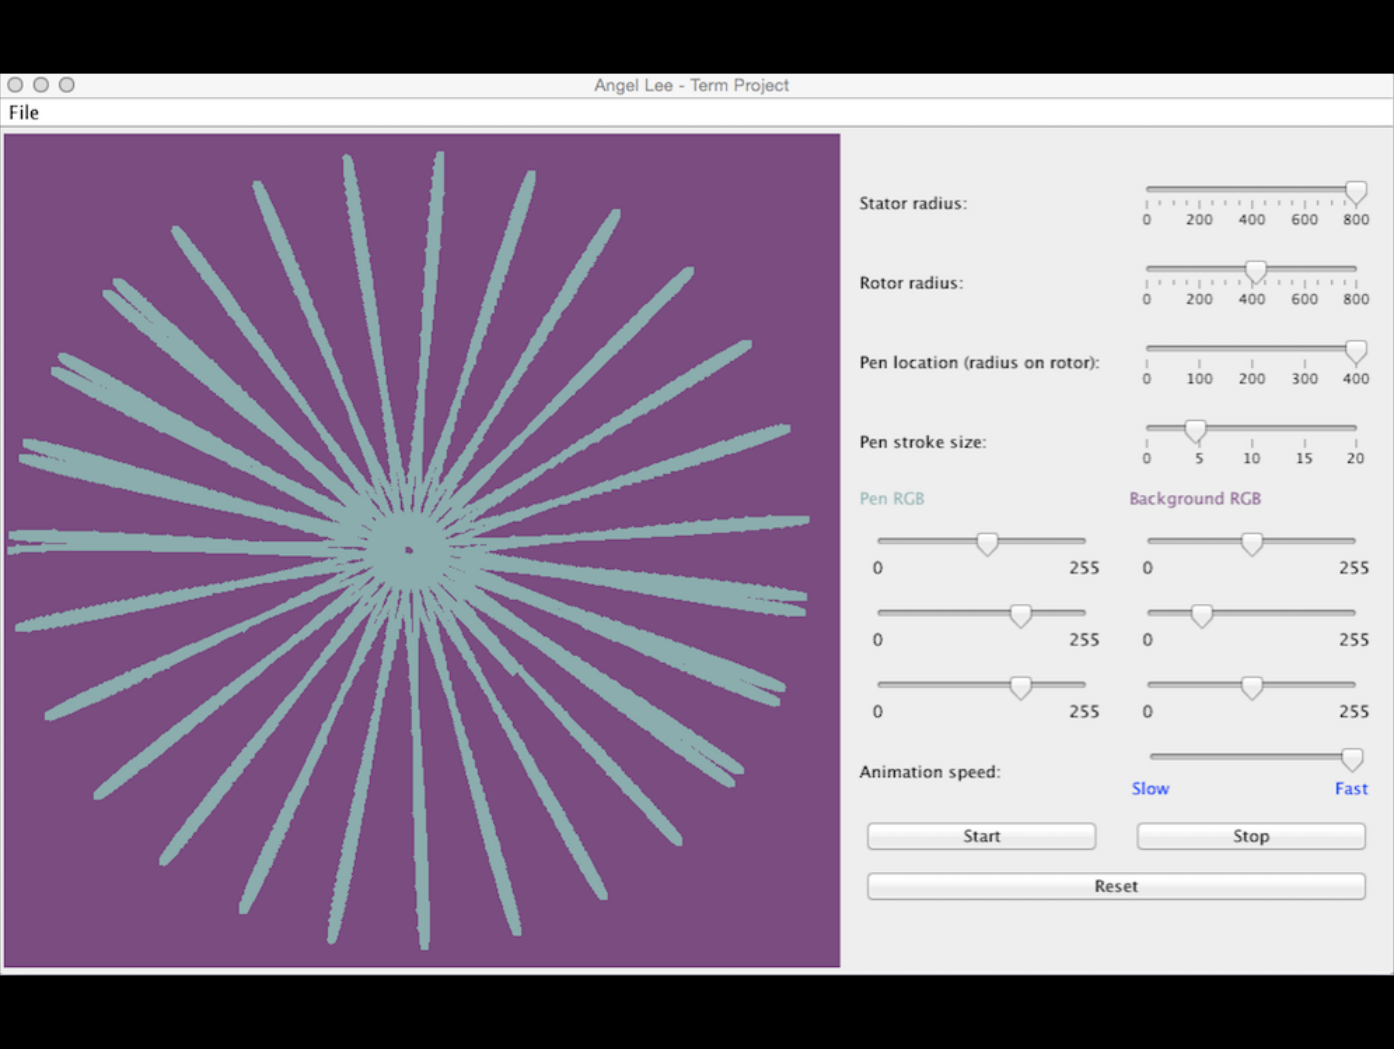 Angel Lee - Term Project
File
Stator radius:
0 200 400 600 800
Rotor radius:
0 200 400 600 800
Pen location (radius on rotor):
0 100 200 300 400
Pen stroke size:
0 5 10 15 20
Pen RGB Background RGB
0 255 0 255
0 255 0 255
0 255 0 255
Animation speed:
Slow Fast
Start Stop
Reset